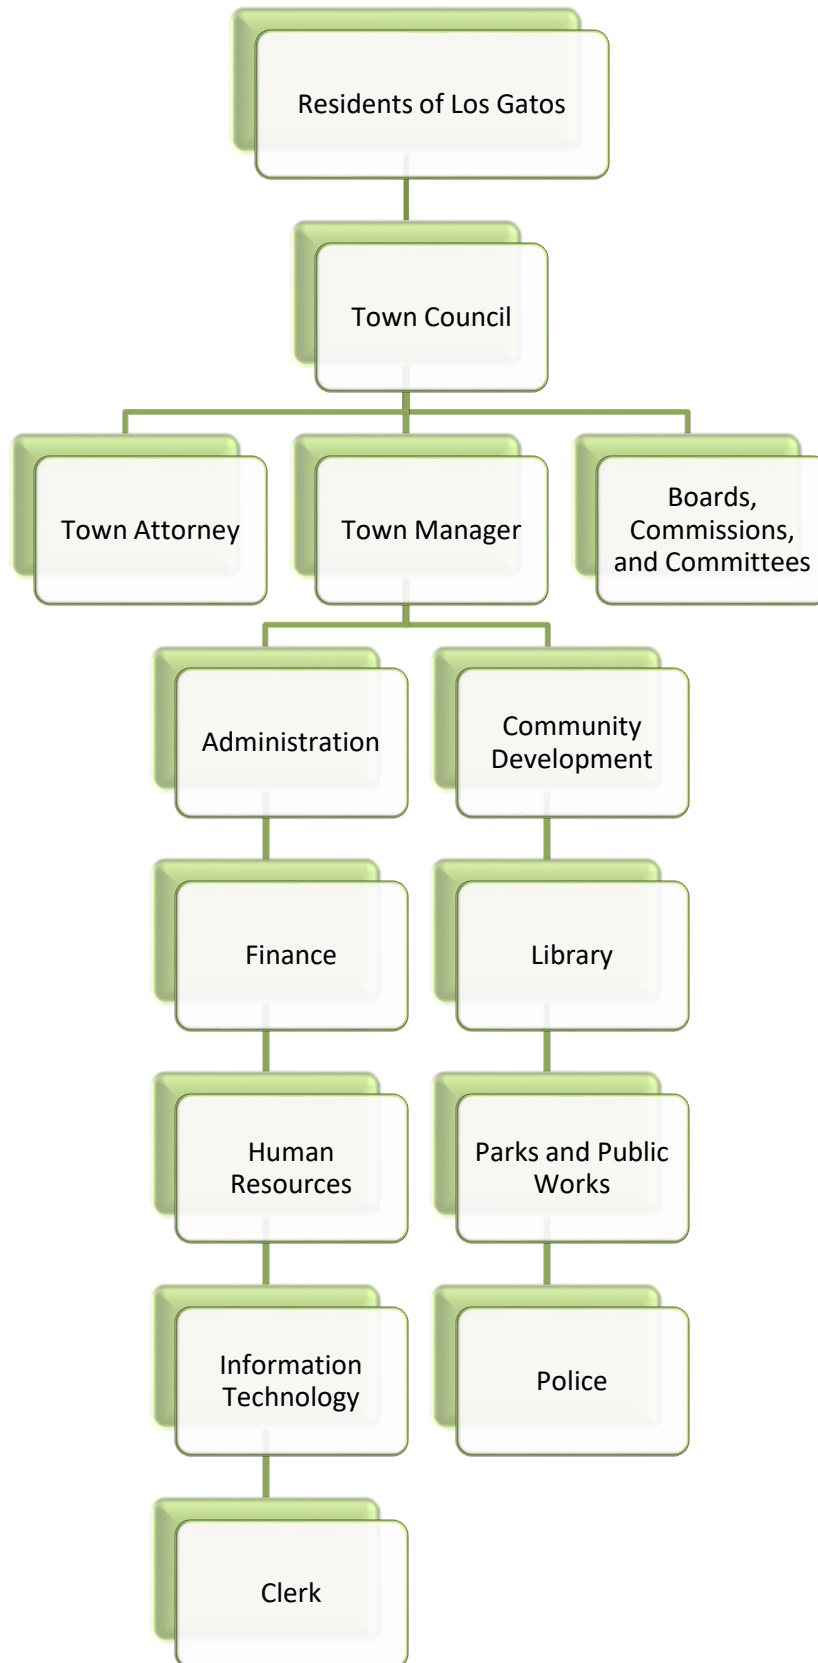 Residents of Los Gatos
Town Council
Town Attorney
Town Manager
Boards,
Commissions,
and Committees
Administration
Community
Development
Finance
Library
Human
Resources
Parks and Public
Works
Information
Technology
Police
Clerk